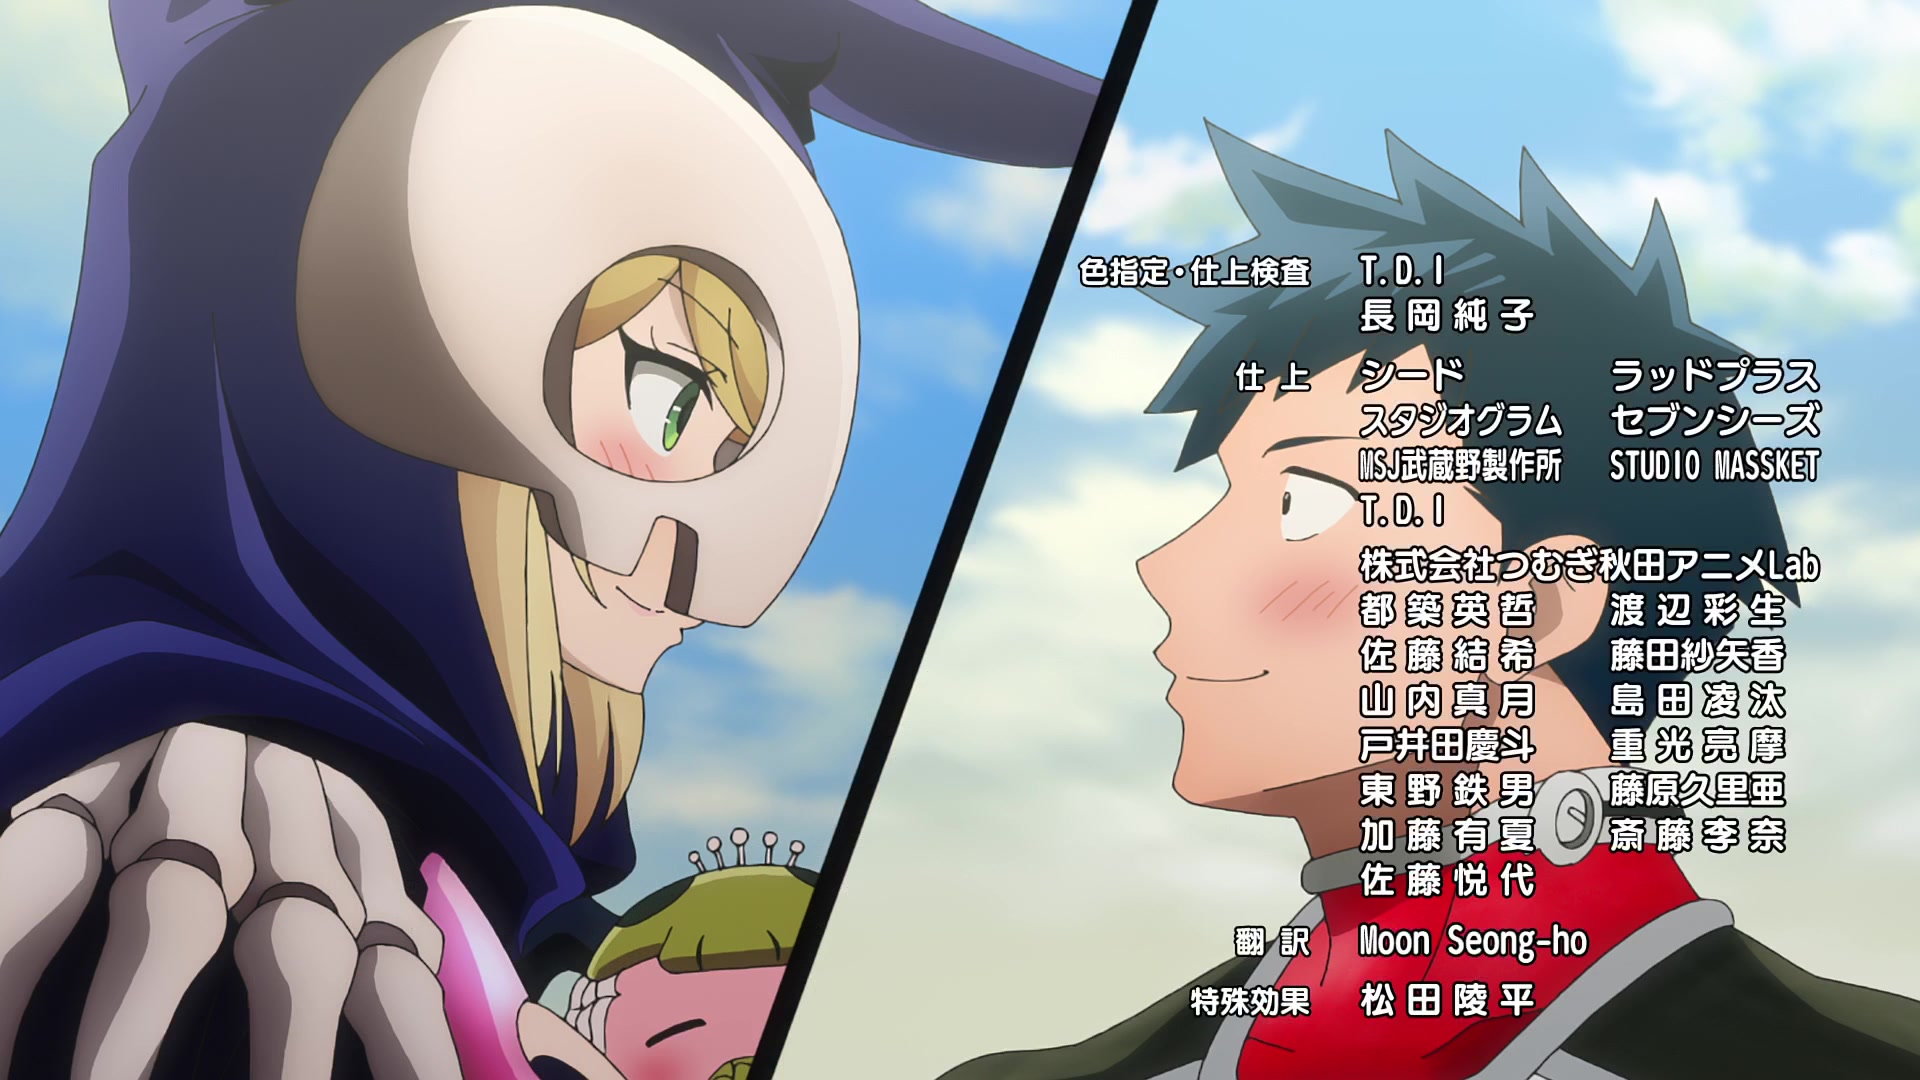 色指定・仕上検査 T.D.I
長岡純子
仕上 シード ラッドプラス
スタジオグラム セブンシーズ
MSJ武蔵野製作所 STUDIO MASSKET
T.D.I
株式会社つむぎ秋田アニメLab
都築英哲 渡辺彩生
佐藤結希 藤田紗矢香
山内真月 島田凌汰
戸井田慶斗 重光亮摩
東野鉄男 藤原久里亜
加藤有夏 斎藤李奈
佐藤悦代
翻訳 Moon Seong-ho
特殊効果 松田陵平